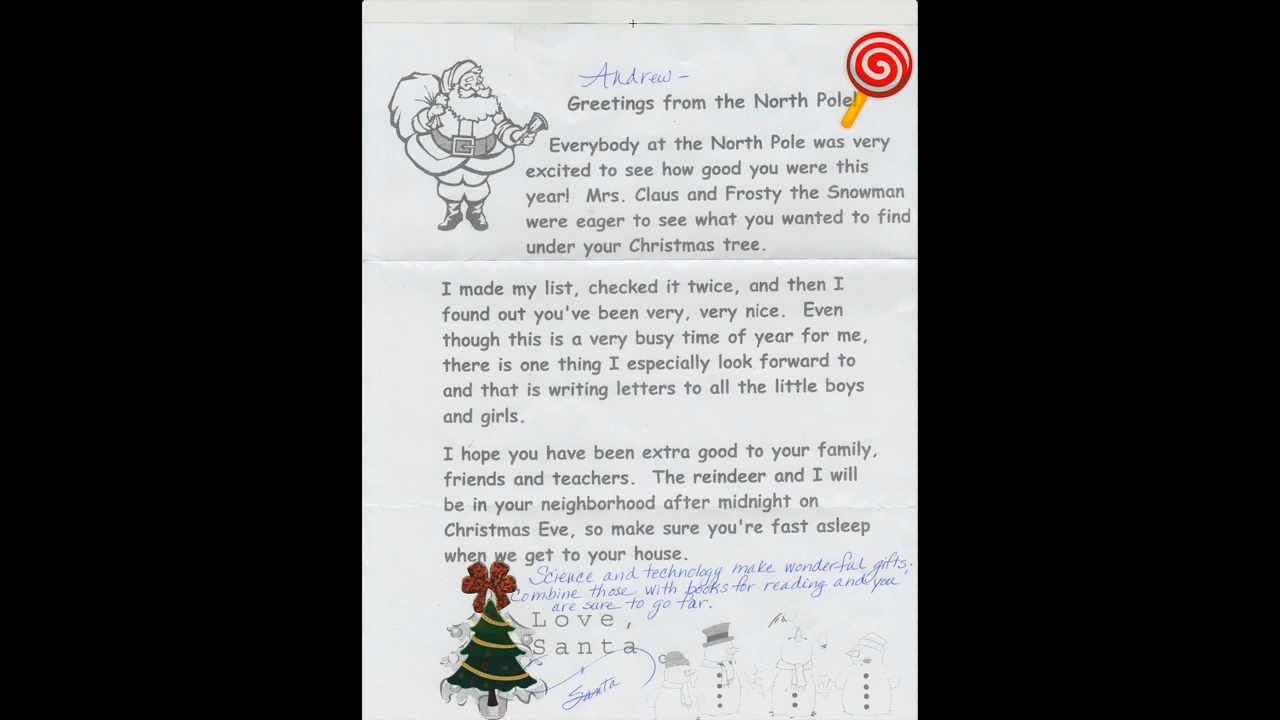 Andrew -
Greetings from the North Pole!
Everybody at the North Pole was very
excited to see how good you were this
year! Mrs. Claus and Frosty the Snowman
were eager to see what you wanted to find
under your Christmas tree.
I made my list, checked it twice, and then I
found out you've been very, very nice. Even
though this is a very busy time of year for me,
there is one thing I especially look forward to
and that is writing letters to all the little boys
and girls.
I hope you have been extra good to your family,
friends and teachers. The reindeer and I will
be in your neighborhood after midnight on
Christmas Eve, so make sure you're fast asleep
when we get to your house.
Science and technology make wonderful gifts;
Combine those with books for reading and you
are sure to go far.
Love,
Santa
Santa